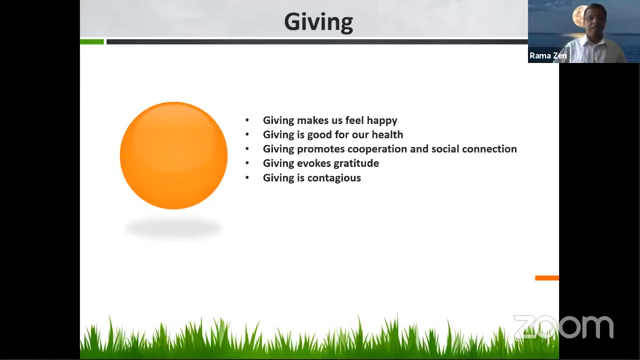 Giving
Rama Zen
• Giving makes us feel happy
• Giving is good for our health
• Giving promotes cooperation and social connection
• Giving evokes gratitude
• Giving is contagious
zoom